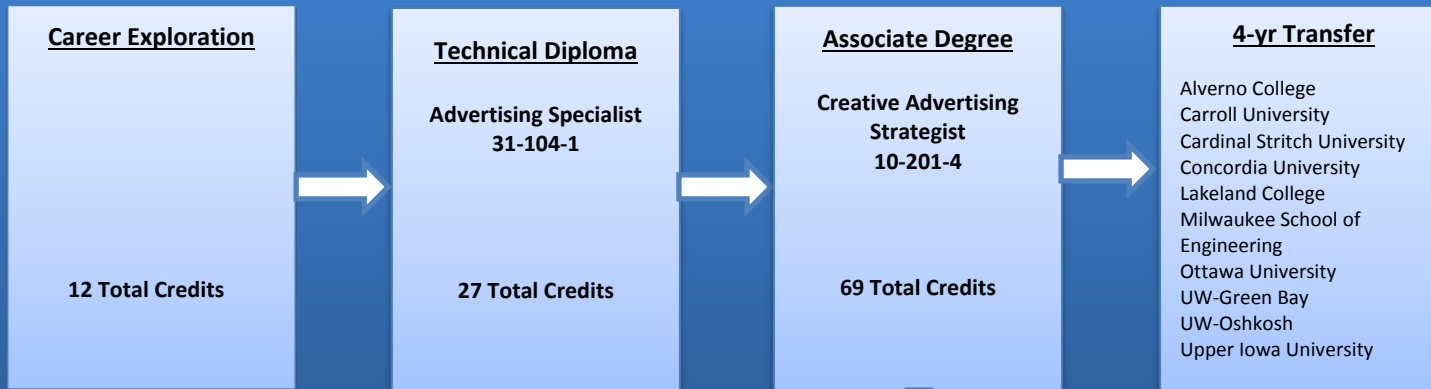 Career Exploration
12 Total Credits
Technical Diploma
Advertising Specialist
31-104-1
27 Total Credits
Associate Degree
Creative Advertising
Strategist
10-201-4
69 Total Credits
4-yr Transfer
Alverno College
Carroll University
Cardinal Stritch University
Concordia University
Lakeland College
Milwaukee School of
Engineering
Ottawa University
UW-Green Bay
UW-Oshkosh
Upper Iowa University